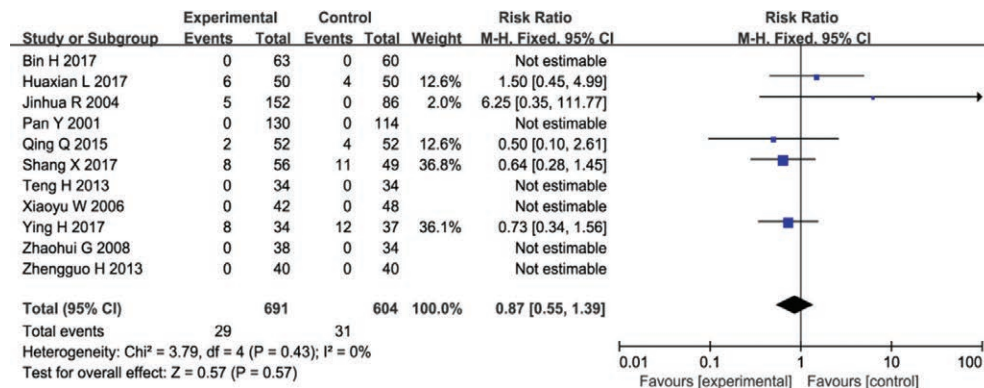 Experimental Control Risk Ratio Risk Ratio
Study or Subgroup Events Total Events Total Weight M-H. Fixed. 95% CI M-H. Fixed. 95% CI
Bin H 2017 0 63 0 60 Not estimable
Huaxian L 2017 6 50 4 50 12.6% 1.50 [0.45, 4.99]
Jinhua R 2004 5 152 0 86 2.0% 6.25 [0.35, 111.77]
Pan Y 2001 0 130 0 114 Not estimable
Qing Q 2015 2 52 4 52 12.6% 0.50 [0.10, 2.61]
Shang X 2017 8 56 11 49 36.8% 0.64 [0.28, 1.45]
Teng H 2013 0 34 0 34 Not estimable
Xiaoyu W 2006 0 42 0 48 Not estimable
Ying H 2017 8 34 12 37 36.1% 0.73 [0.34, 1.56]
Zhaohui G 2008 0 38 0 34 Not estimable
Zhengguo H 2013 0 40 0 40 Not estimable
Total (95% CI) 691 604 100.0% 0.87 [0.55, 1.39]
Total events 29 31
Heterogeneity: Chi² = 3.79, df = 4 (P = 0.43); I² = 0%
Test for overall effect: Z = 0.57 (P = 0.57)
0.01 0.1 1 10 100
Favours [experimental] Favours [control]